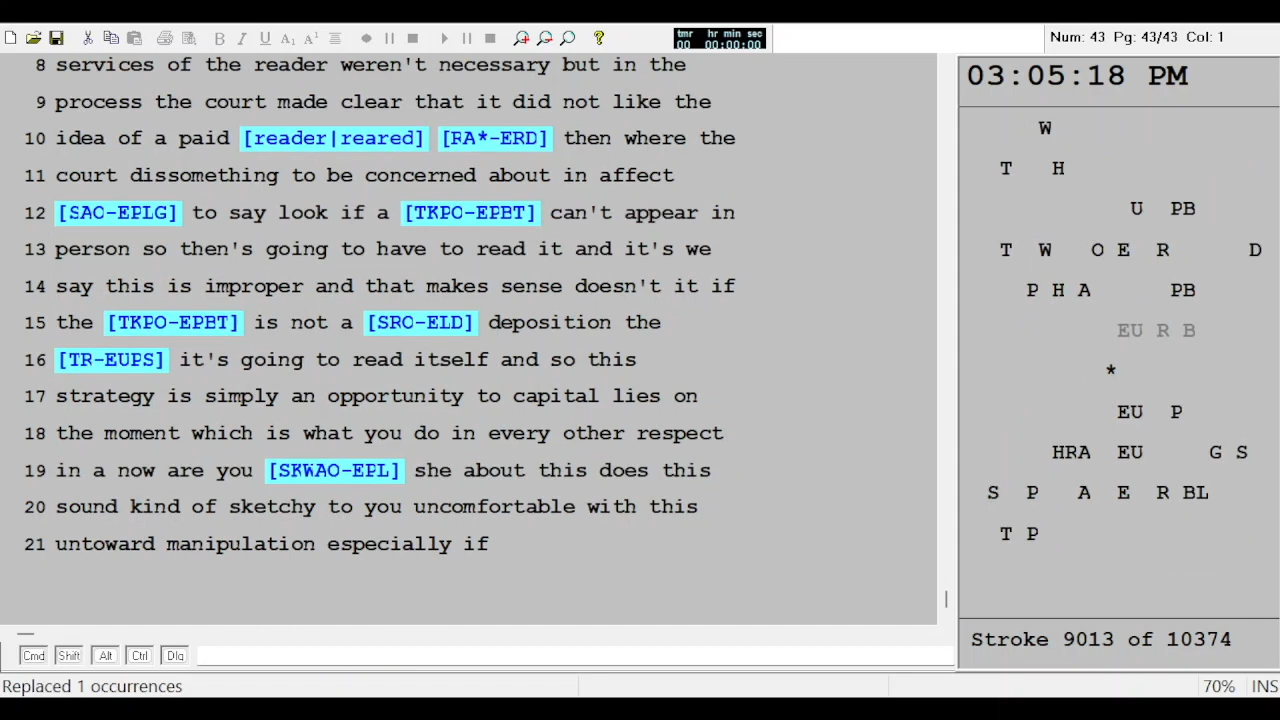 tmr hr min sec
00 00:00:00
Num: 43 Pg: 43/43 Col: 1
8 services of the reader weren't necessary but in the
9 process the court made clear that it did not like the
10 idea of a paid [reader|reared] [RA*-ERD] then where the
11 court dissomething to be concerned about in affect
12 [SAO-EPLG] to say look if a [TKPO-EPBT] can't appear in
13 person so then's going to have to read it and it's we
14 say this is improper and that makes sense doesn't it if
15 the [TKPO-EPBT] is not a [SRO-ELD] deposition the
16 [TR-EUPS] it's going to read itself and so this
17 strategy is simply an opportunity to capital lies on
18 the moment which is what you do in every other respect
19 in a now are you [SKWAO-EPL] she about this does this
20 sound kind of sketchy to you uncomfortable with this
21 untoward manipulation especially if
03:05:18 PM
W
T H
U PB
T W O E R D
P H A PB
EU R B
*
EU P
HRA EU G S
S P A E R BL
T P
Stroke 9013 of 10374
Cmd Shift Alt Ctrl Dlg
Replaced 1 occurrences
70% INS